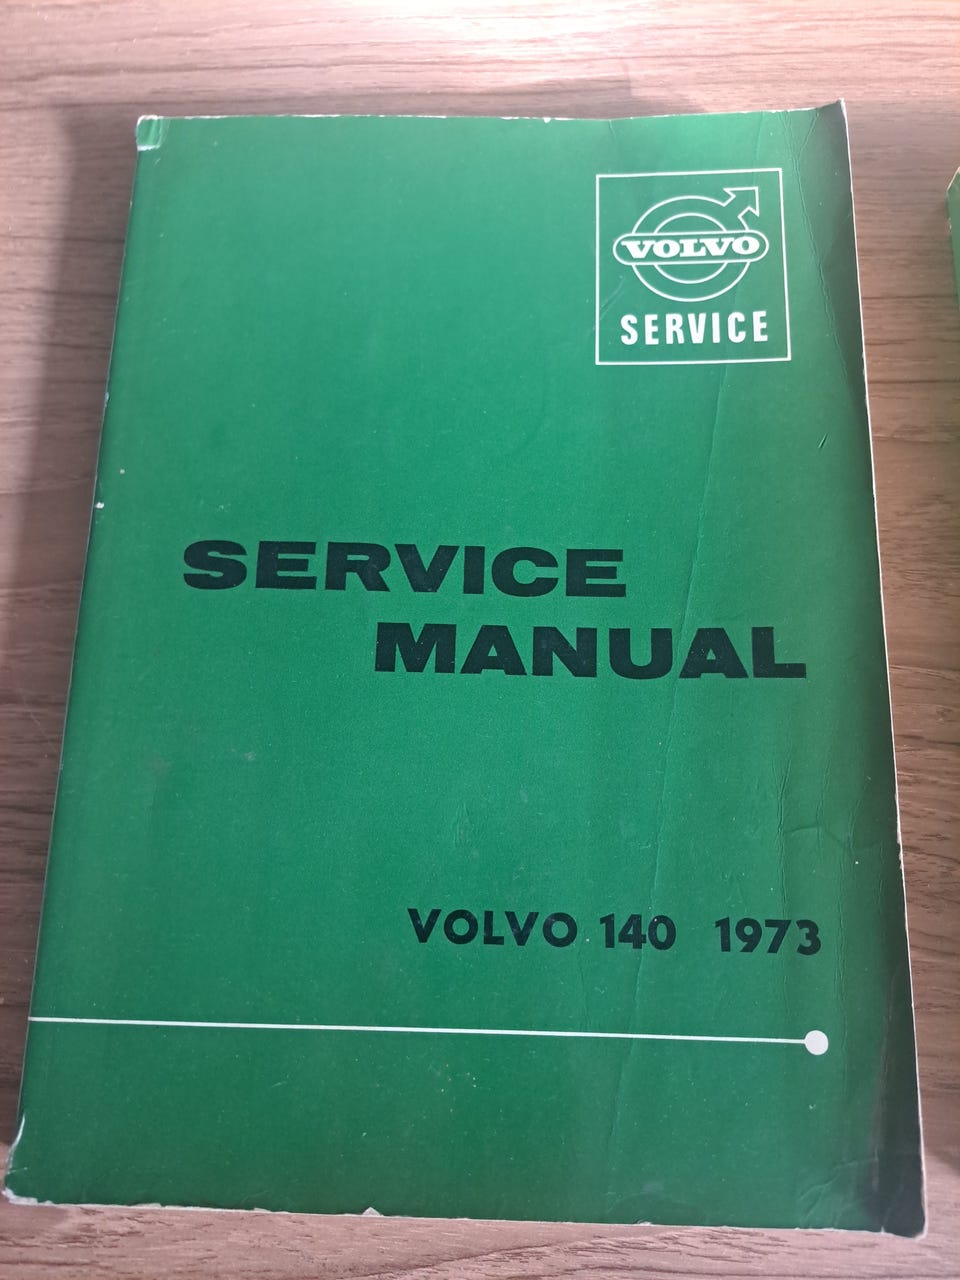 VOLVO
SERVICE
SERVICE
MANUAL
VOLVO 140 1973